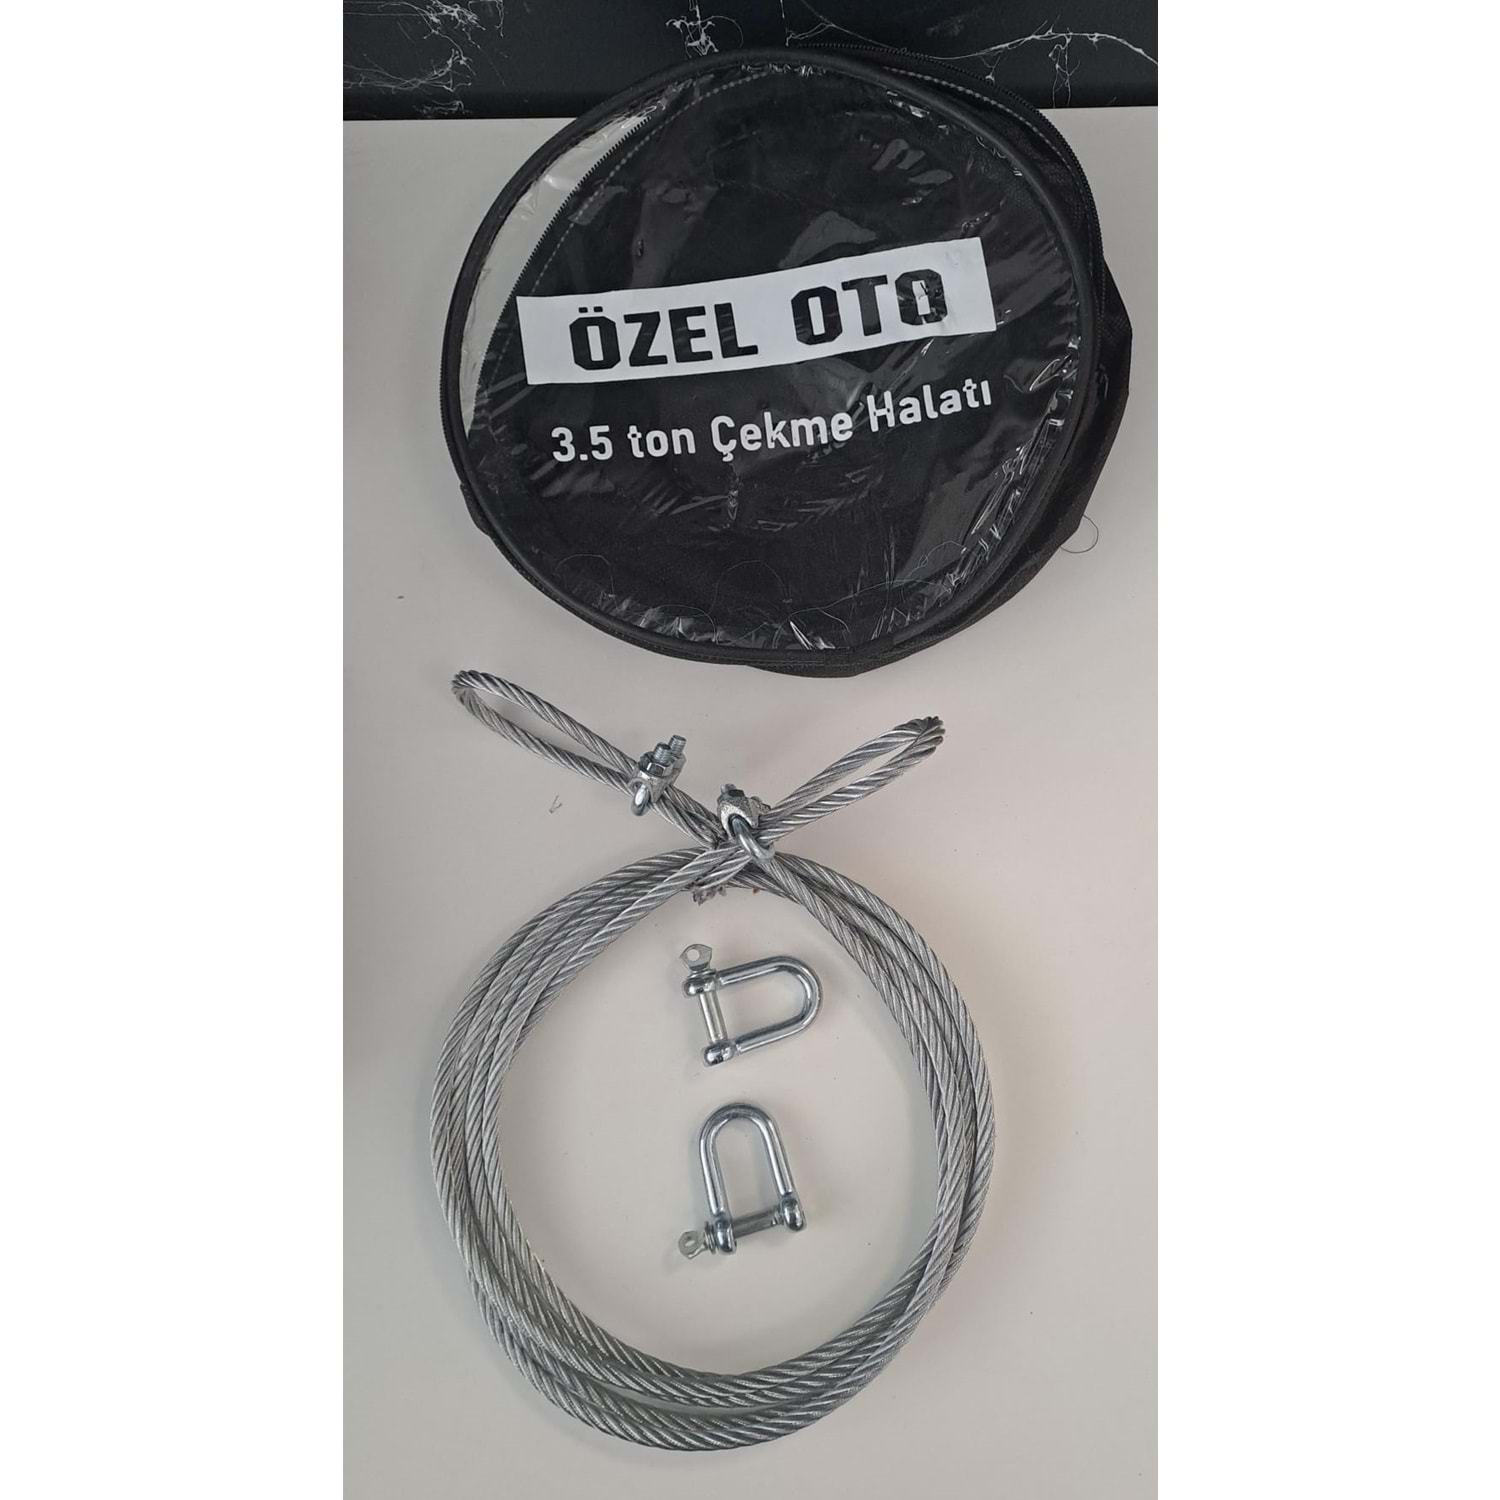 ÖZEL OTO
3.5 ton Çekme Halatı